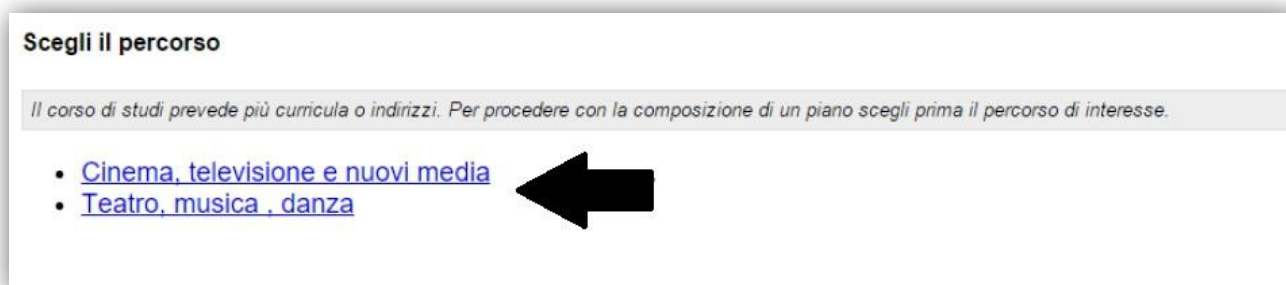 Scegli il percorso
Il corso di studi prevede più curricula o indirizzi. Per procedere con la composizione di un piano scegli prima il percorso di interesse.
Cinema, televisione e nuovi media
Teatro, musica , danza